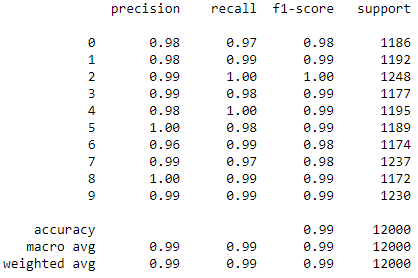 precision recall f1-score support
0 0.98 0.97 0.98 1186
1 0.98 0.99 0.99 1192
2 0.99 1.00 1.00 1248
3 0.99 0.98 0.99 1177
4 0.98 1.00 0.99 1195
5 1.00 0.98 0.99 1189
6 0.96 0.99 0.98 1174
7 0.99 0.97 0.98 1237
8 1.00 0.99 0.99 1172
9 0.99 0.99 0.99 1230
accuracy 0.99 12000
macro avg 0.99 0.99 0.99 12000
weighted avg 0.99 0.99 0.99 12000